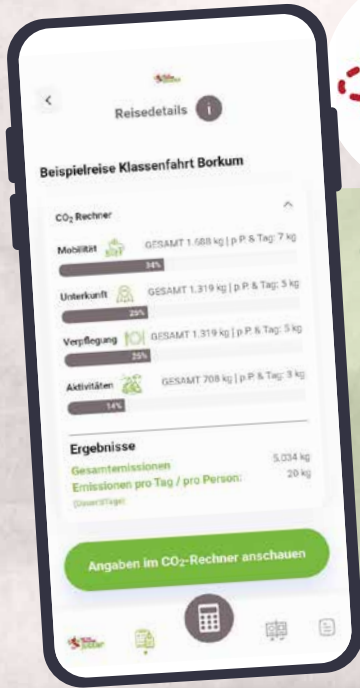 Reisedetails i
Beispielreise Klassenfahrt Borkum
CO₂ Rechner
Mobilität GESAMT 1.688 kg | p.P. & Tag: 7 kg
34%
Unterkunft GESAMT 1.319 kg | p.P. & Tag: 5 kg
25%
Verpflegung GESAMT 1.319 kg | p.P. & Tag: 5 kg
25%
Aktivitäten GESAMT 708 kg | p.P. & Tag: 3 kg
14%
Ergebnisse
Gesamtemissionen 5.034 kg
Emissionen pro Tag / pro Person: 20 kg
Angaben im CO₂-Rechner anschauen